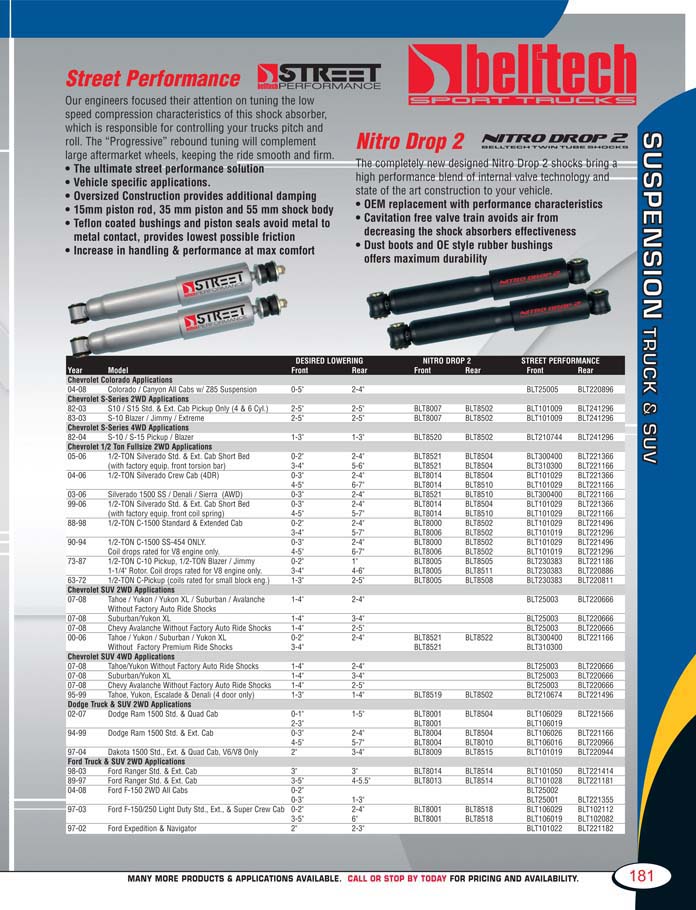 Street Performance
belltech STREET PERFORMANCE
Our engineers focused their attention on tuning the low
speed compression characteristics of this shock absorber,
which is responsible for controlling your trucks pitch and
roll. The “Progressive” rebound tuning will complement
large aftermarket wheels, keeping the ride smooth and firm.
• The ultimate street performance solution
• Vehicle specific applications.
• Oversized Construction provides additional damping
• 15mm piston rod, 35 mm piston and 55 mm shock body
• Teflon coated bushings and piston seals avoid metal to
metal contact, provides lowest possible friction
• Increase in handling & performance at max comfort
belltech
SPORT TRUCKS
Nitro Drop 2
NITRO DROP 2
BELLTECH TWIN TUBE SHOCKS
The completely new designed Nitro Drop 2 shocks bring a
high performance blend of internal valve technology and
state of the art construction to your vehicle.
• OEM replacement with performance characteristics
• Cavitation free valve train avoids air from
decreasing the shock absorbers effectiveness
• Dust boots and OE style rubber bushings
offers maximum durability
STREET PERFORMANCE
STREET PERFORMANCE
NITRO DROP 2
NITRO DROP 2
SUSPENSION TRUCK & SUV
DESIRED LOWERING NITRO DROP 2 STREET PERFORMANCE
Year Model Front Rear Front Rear Front Rear
Chevrolet Colorado Applications
04-08 Colorado / Canyon All Cabs w/ Z85 Suspension 0-5" 2-4" BLT25005 BLT220896
Chevrolet S-Series 2WD Applications
82-03 S10 / S15 Std. & Ext. Cab Pickup Only (4 & 6 Cyl.) 2-5" 2-5" BLT8007 BLT8502 BLT101009 BLT241296
83-03 S-10 Blazer / Jimmy / Extreme 2-5" 2-5" BLT8007 BLT8502 BLT101009 BLT241296
Chevrolet S-Series 4WD Applications
82-04 S-10 / S-15 Pickup / Blazer 1-3" 1-3" BLT8520 BLT8502 BLT210744 BLT241296
Chevrolet 1/2 Ton Fullsize 2WD Applications
05-06 1/2-TON Silverado Std. & Ext. Cab Short Bed 0-2" 2-4" BLT8521 BLT8504 BLT300400 BLT221366
(with factory equip. front torsion bar) 3-4" 5-6" BLT8521 BLT8504 BLT310300 BLT221166
04-06 1/2-TON Silverado Crew Cab (4DR) 0-3" 2-4" BLT8014 BLT8504 BLT101029 BLT221366
4-5" 6-7" BLT8014 BLT8510 BLT101029 BLT221166
03-06 Silverado 1500 SS / Denali / Sierra (AWD) 0-3" 2-4" BLT8521 BLT8510 BLT300400 BLT221166
99-06 1/2-TON Silverado Std. & Ext. Cab Short Bed 0-3" 2-4" BLT8014 BLT8504 BLT101029 BLT221366
(with factory equip. front coil spring) 4-5" 5-7" BLT8014 BLT8510 BLT101029 BLT221166
88-98 1/2-TON C-1500 Standard & Extended Cab 0-2" 2-4" BLT8000 BLT8502 BLT101029 BLT221496
3-4" 5-7" BLT8006 BLT8502 BLT101019 BLT221296
90-94 1/2-TON C-1500 SS-454 ONLY. 0-3" 2-4" BLT8000 BLT8502 BLT101029 BLT221496
Coil drops rated for V8 engine only. 4-5" 6-7" BLT8006 BLT8502 BLT101019 BLT221296
73-87 1/2-TON C-10 Pickup, 1/2-TON Blazer / Jimmy 0-2" 1" BLT8005 BLT8505 BLT230383 BLT221186
1-1/4" Rotor. Coil drops rated for V8 engine only. 3-4" 4-6" BLT8005 BLT8511 BLT230383 BLT220886
63-72 1/2-TON C-Pickup (coils rated for small block eng.) 1-3" 2-5" BLT8005 BLT8508 BLT230383 BLT220811
Chevrolet SUV 2WD Applications
07-08 Tahoe / Yukon / Yukon XL / Suburban / Avalanche 1-4" 2-4" BLT25003 BLT220666
Without Factory Auto Ride Shocks
07-08 Suburban/Yukon XL 1-4" 3-4" BLT25003 BLT220666
07-08 Chevy Avalanche Without Factory Auto Ride Shocks 1-4" 2-5" BLT25003 BLT220666
00-06 Tahoe / Yukon / Suburban / Yukon XL 0-2" 2-4" BLT8521 BLT8522 BLT300400 BLT221166
Without Factory Premium Ride Shocks 3-4" BLT8521 BLT310300
Chevrolet SUV 4WD Applications
07-08 Tahoe/Yukon Without Factory Auto Ride Shocks 1-4" 2-4" BLT25003 BLT220666
07-08 Suburban/Yukon XL 1-4" 3-4" BLT25003 BLT220666
07-08 Chevy Avalanche Without Factory Auto Ride Shocks 1-4" 2-5" BLT25003 BLT220666
95-99 Tahoe, Yukon, Escalade & Denali (4 door only) 1-3" 1-4" BLT8519 BLT8502 BLT210674 BLT221496
Dodge Truck & SUV 2WD Applications
02-07 Dodge Ram 1500 Std. & Quad Cab 0-1" 1-5" BLT8001 BLT8504 BLT106029 BLT221566
2-3" BLT8001 BLT106019
94-99 Dodge Ram 1500 Std. & Ext. Cab 0-3" 2-4" BLT8004 BLT8504 BLT106026 BLT221166
4-5" 5-7" BLT8004 BLT8010 BLT106016 BLT220966
97-04 Dakota 1500 Std., Ext. & Quad Cab, V6/V8 Only 2" 3-4" BLT8009 BLT8515 BLT101019 BLT220944
Ford Truck & SUV 2WD Applications
98-03 Ford Ranger Std. & Ext. Cab 3" 3" BLT8014 BLT8514 BLT101050 BLT221414
89-97 Ford Ranger Std. & Ext. Cab 3-5" 4-5.5" BLT8013 BLT8514 BLT101028 BLT221181
04-08 Ford F-150 2WD All Cabs 0-2" BLT25002
0-3" 1-3" BLT25001 BLT221355
97-03 Ford F-150/250 Light Duty Std., Ext., & Super Crew Cab 0-2" 2-4" BLT8001 BLT8518 BLT106029 BLT102112
3-5" 6" BLT8001 BLT8518 BLT106019 BLT102082
97-02 Ford Expedition & Navigator 2" 2-3" BLT101022 BLT221182
MANY MORE PRODUCTS & APPLICATIONS AVAILABLE. CALL OR STOP BY TODAY FOR PRICING AND AVAILABILITY.
181